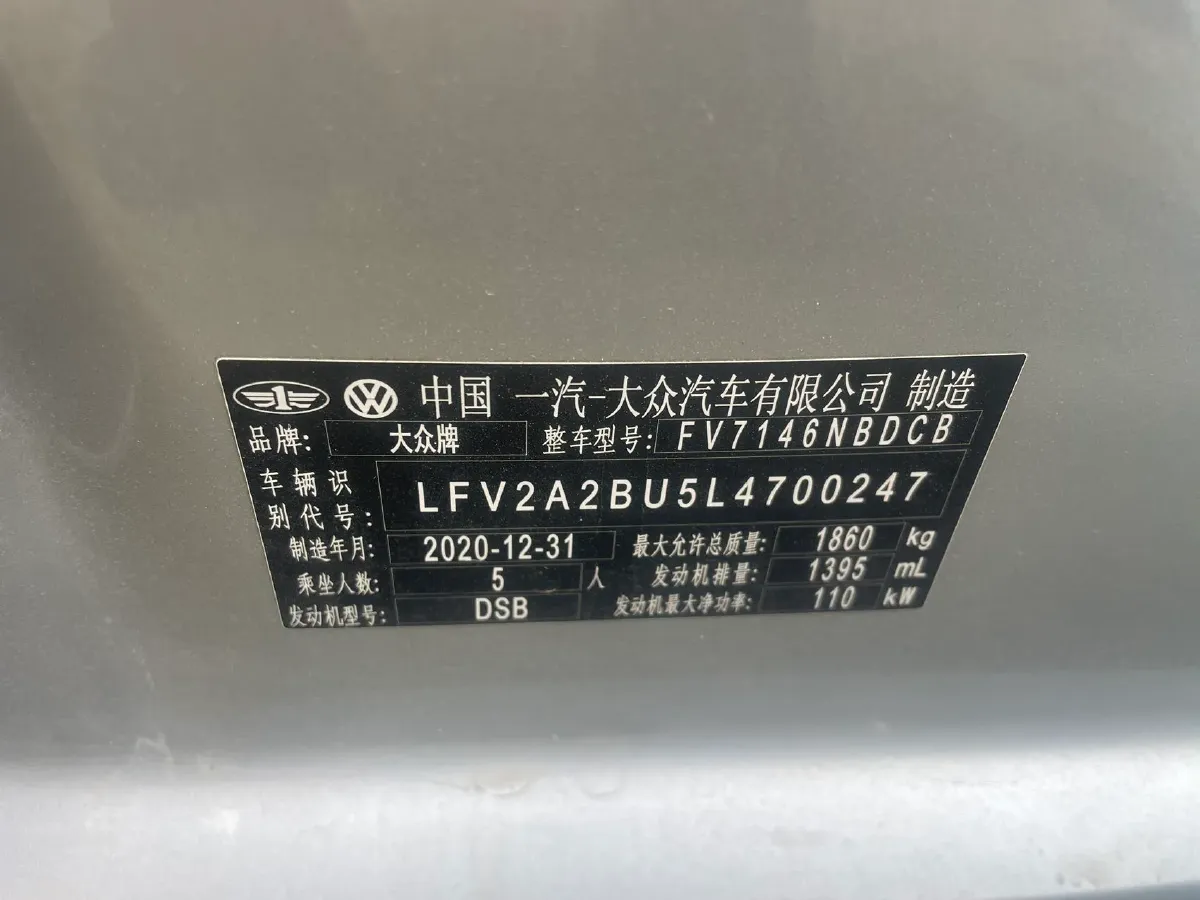 中国 一汽-大众汽车有限公司 制造
品牌: 大众牌 整车型号: FV7146NBDCB
车辆识别代号: LFV2A2BU5L4700247
制造年月: 2020-12-31 最大允许总质量: 1860 kg
乘坐人数: 5 人 发动机排量: 1395 mL
发动机型号: DSB 发动机最大净功率: 110 kW